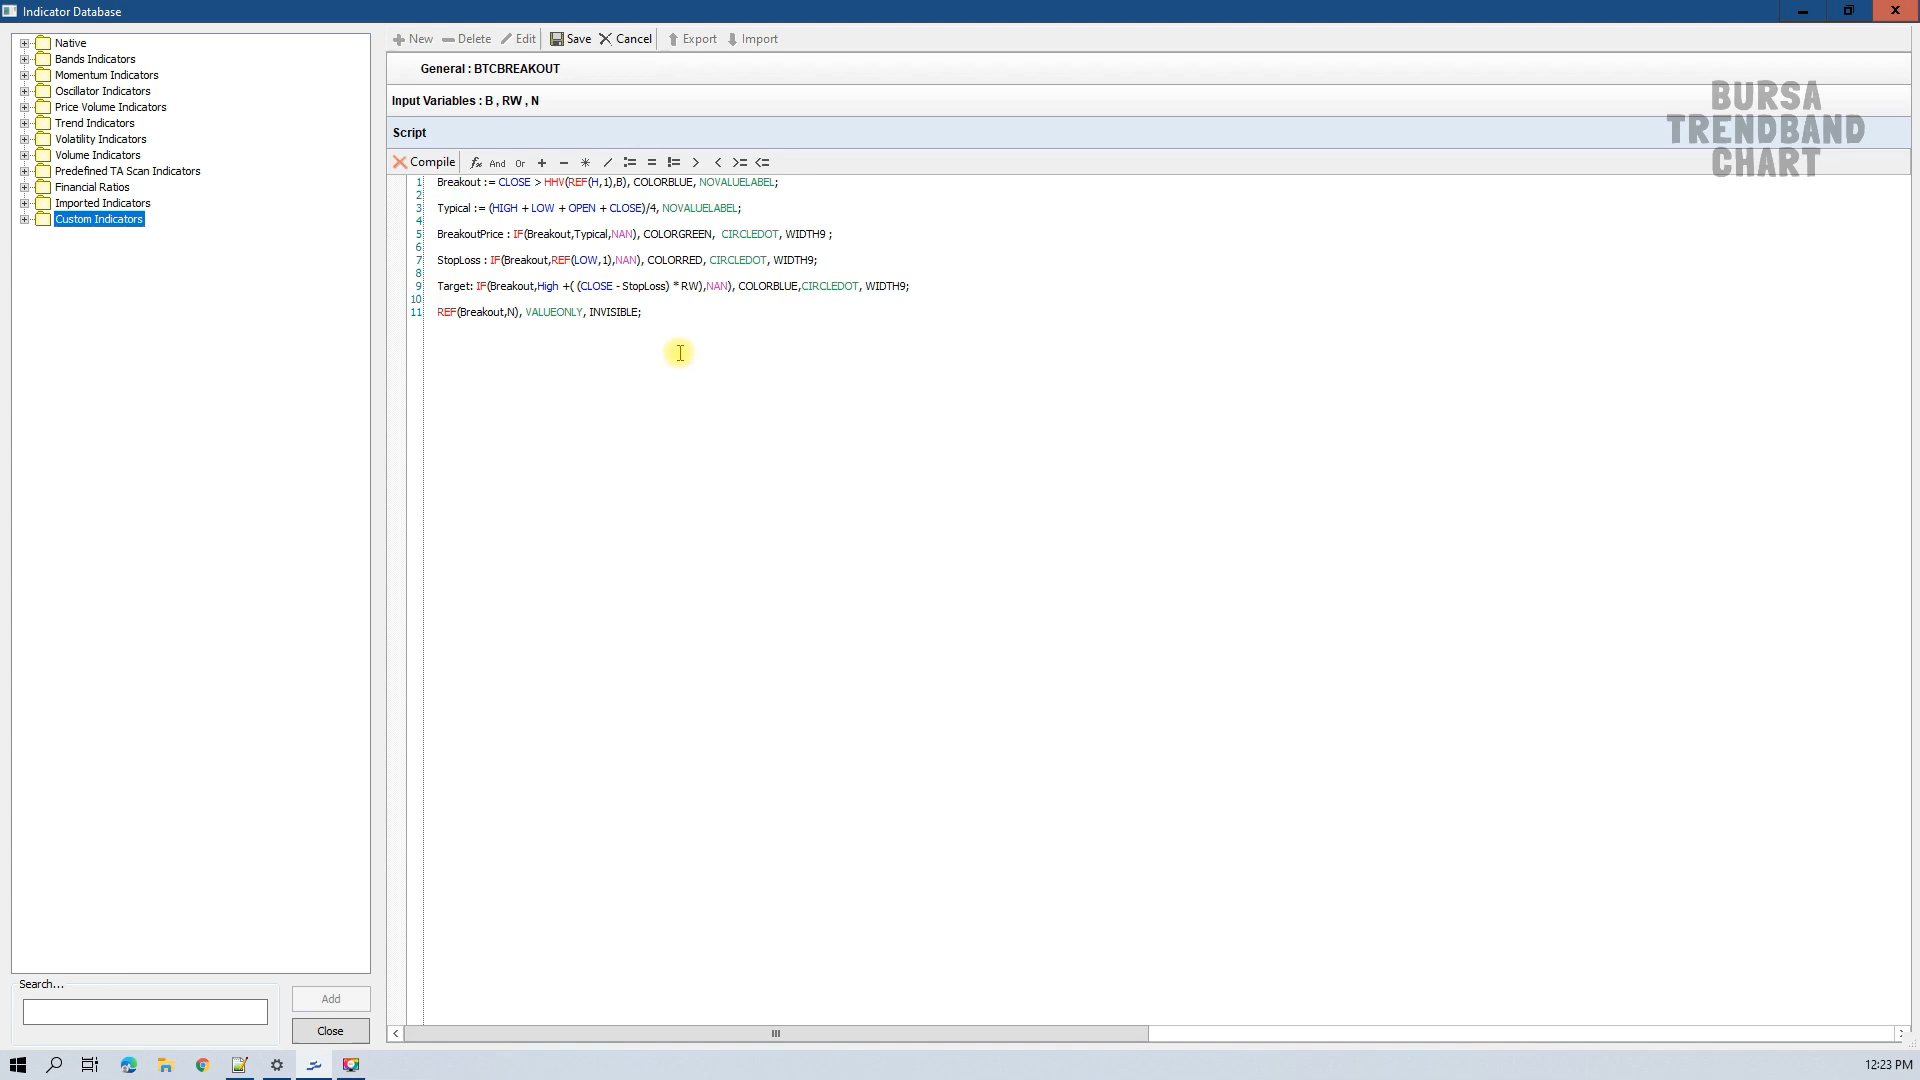 Indicator Database
Native
Bands Indicators
Momentum Indicators
Oscillator Indicators
Price Volume Indicators
Trend Indicators
Volatility Indicators
Volume Indicators
Predefined TA Scan Indicators
Financial Ratios
Imported Indicators
Custom Indicators
Search...
Add
Close
New Delete Edit Save Cancel Export Import
General : BTCBREAKOUT
Input Variables : B , RW , N
Script
BURSA
TRENDBAND
CHART
Compile fx And Or + - * / := = != > < >= <=
1 Breakout := CLOSE > HHV(REF(H,1),B), COLORBLUE, NOVALUELABEL;
2
3 Typical := (HIGH + LOW + OPEN + CLOSE)/4, NOVALUELABEL;
4
5 BreakoutPrice : IF(Breakout,Typical,NAN), COLORGREEN, CIRCLEDOT, WIDTH9 ;
6
7 StopLoss : IF(Breakout,REF(LOW,1),NAN), COLORRED, CIRCLEDOT, WIDTH9;
8
9 Target: IF(Breakout,High +( (CLOSE - StopLoss) * RW),NAN), COLORBLUE,CIRCLEDOT, WIDTH9;
10
11 REF(Breakout,N), VALUEONLY, INVISIBLE;
12:23 PM